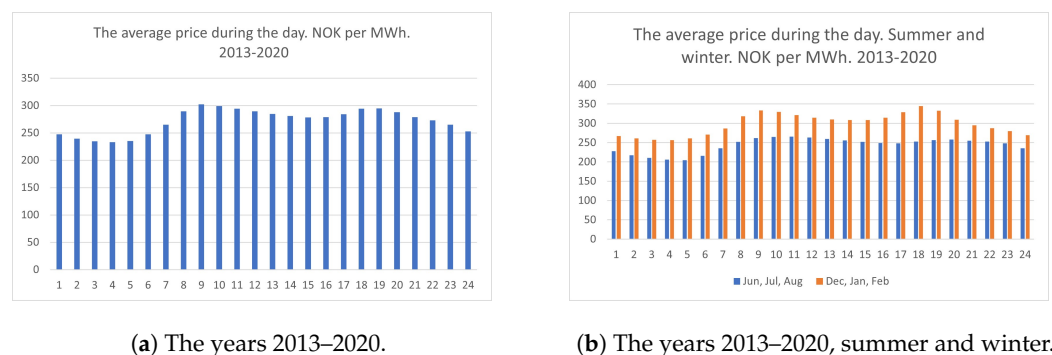 The average price during the day. NOK per MWh.
2013-2020
350
300
250
200
150
100
50
0
1 2 3 4 5 6 7 8 9 10 11 12 13 14 15 16 17 18 19 20 21 22 23 24
(a) The years 2013–2020.
The average price during the day. Summer and
winter. NOK per MWh. 2013-2020
400
350
300
250
200
150
100
50
0
1 2 3 4 5 6 7 8 9 10 11 12 13 14 15 16 17 18 19 20 21 22 23 24
Jun, Jul, Aug Dec, Jan, Feb
(b) The years 2013–2020, summer and winter.